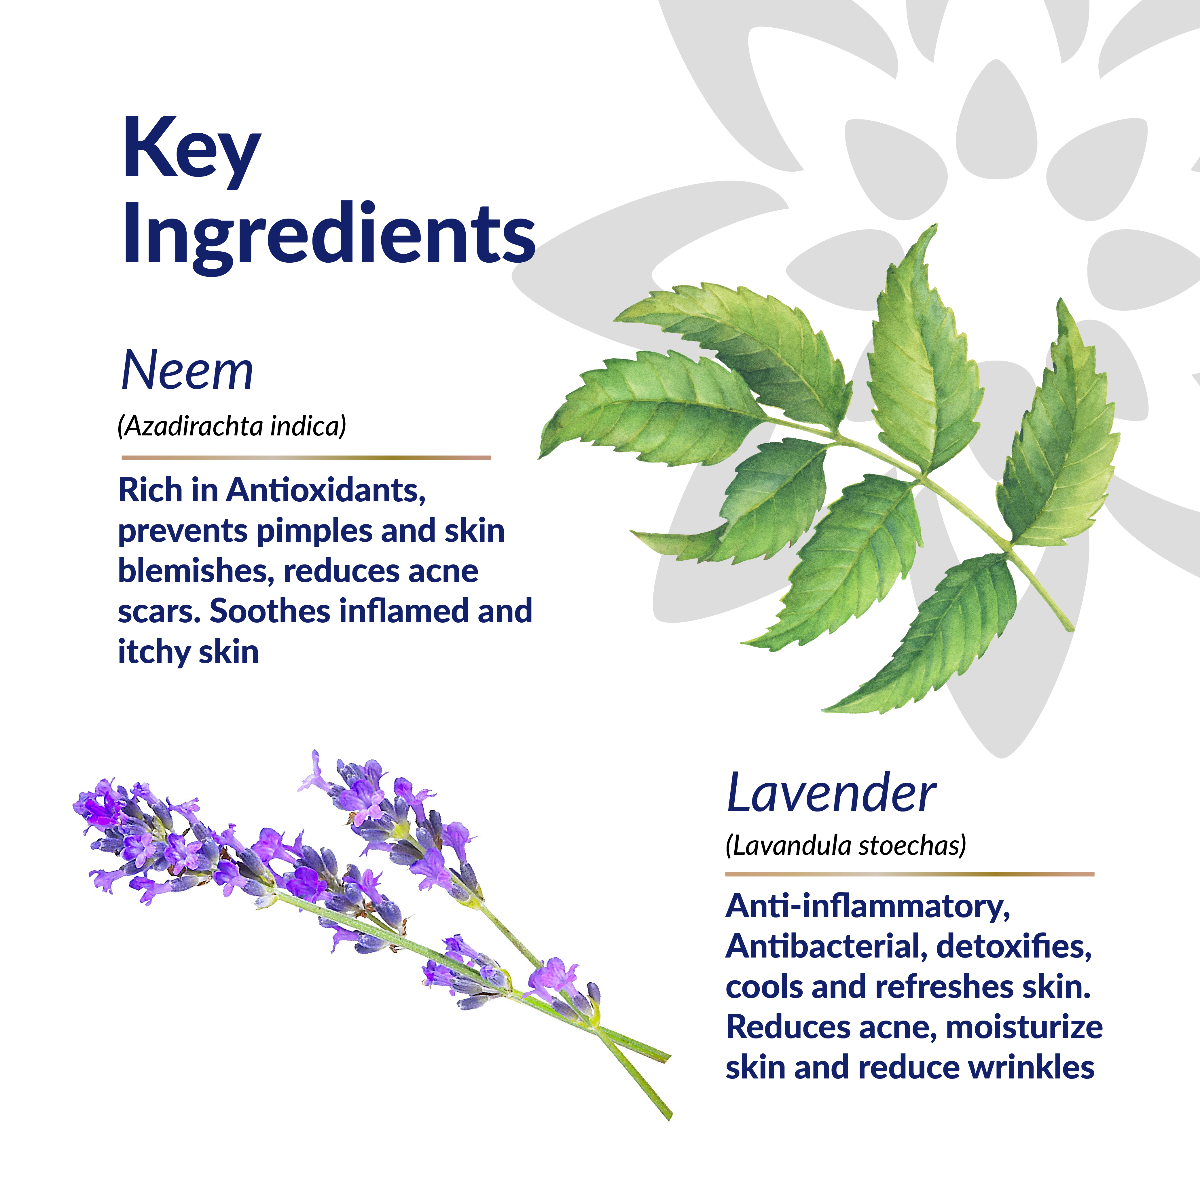 Key
Ingredients
Neem
(Azadirachta indica)
Rich in Antioxidants,
prevents pimples and skin
blemishes, reduces acne
scars. Soothes inflamed and
itchy skin
Lavender
(Lavandula stoechas)
Anti-inflammatory,
Antibacterial, detoxifies,
cools and refreshes skin.
Reduces acne, moisturize
skin and reduce wrinkles